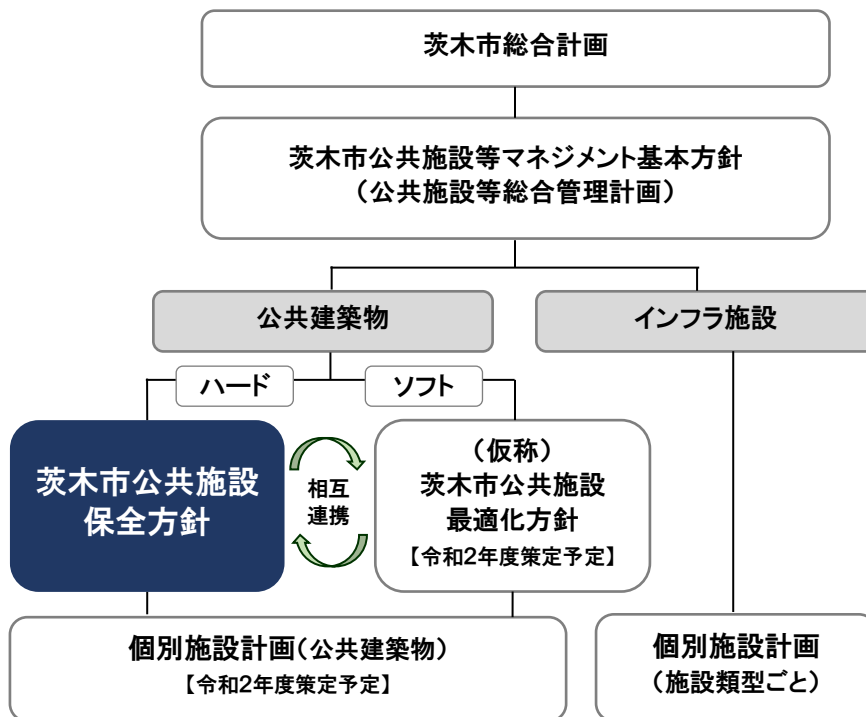 茨木市総合計画
茨木市公共施設等マネジメント基本方針
（公共施設等総合管理計画）
公共建築物
インフラ施設
ハード
ソフト
茨木市公共施設
保全方針
相互
連携
（仮称）
茨木市公共施設
最適化方針
【令和2年度策定予定】
個別施設計画（公共建築物）
【令和2年度策定予定】
個別施設計画
（施設類型ごと）